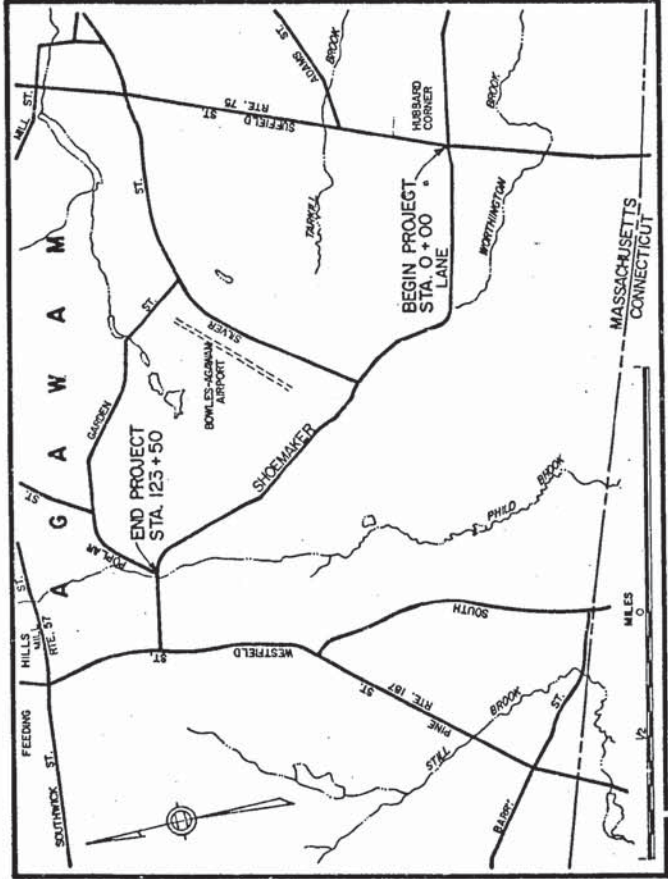 MILL ST.
SUFFIELD ST.
RTE. 75
ADAMS ST.
BROOK
TARKILL
HUBBARD
CORNER
BROOK
WORTHINGTON
ST.
A G A W A M
ST.
GARDEN
SILVER
BOWLES-AGAWAM
AIRPORT
BEGIN PROJECT
STA. 0+00
LANE
SHOEMAKER
END PROJECT
STA. 123+50
ST.
POPLAR
PHILO BROOK
MASSACHUSETTS
CONNECTICUT
FEEDING HILLS
MILL ST.
RTE. 57
SOUTHWICK ST.
WESTFIELD ST.
SOUTH
ST.
RTE. 187
PINE
STILL BROOK
ST.
MILES
0
1/2
1